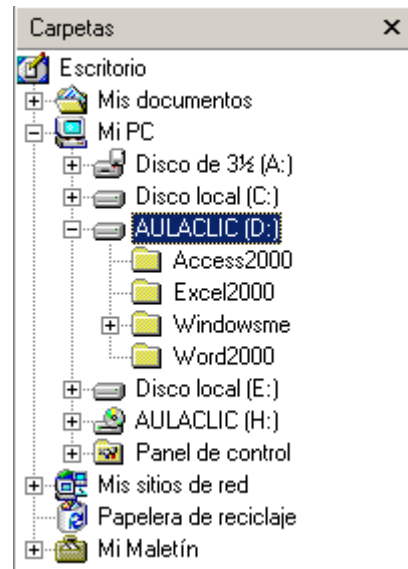 Carpetas
Escritorio
Mis documentos
Mi PC
Disco de 3½ (A:)
Disco local (C:)
AULACLIC (D:)
Access2000
Excel2000
Windowsme
Word2000
Disco local (E:)
AULACLIC (H:)
Panel de control
Mis sitios de red
Papelera de reciclaje
Mi Maletín